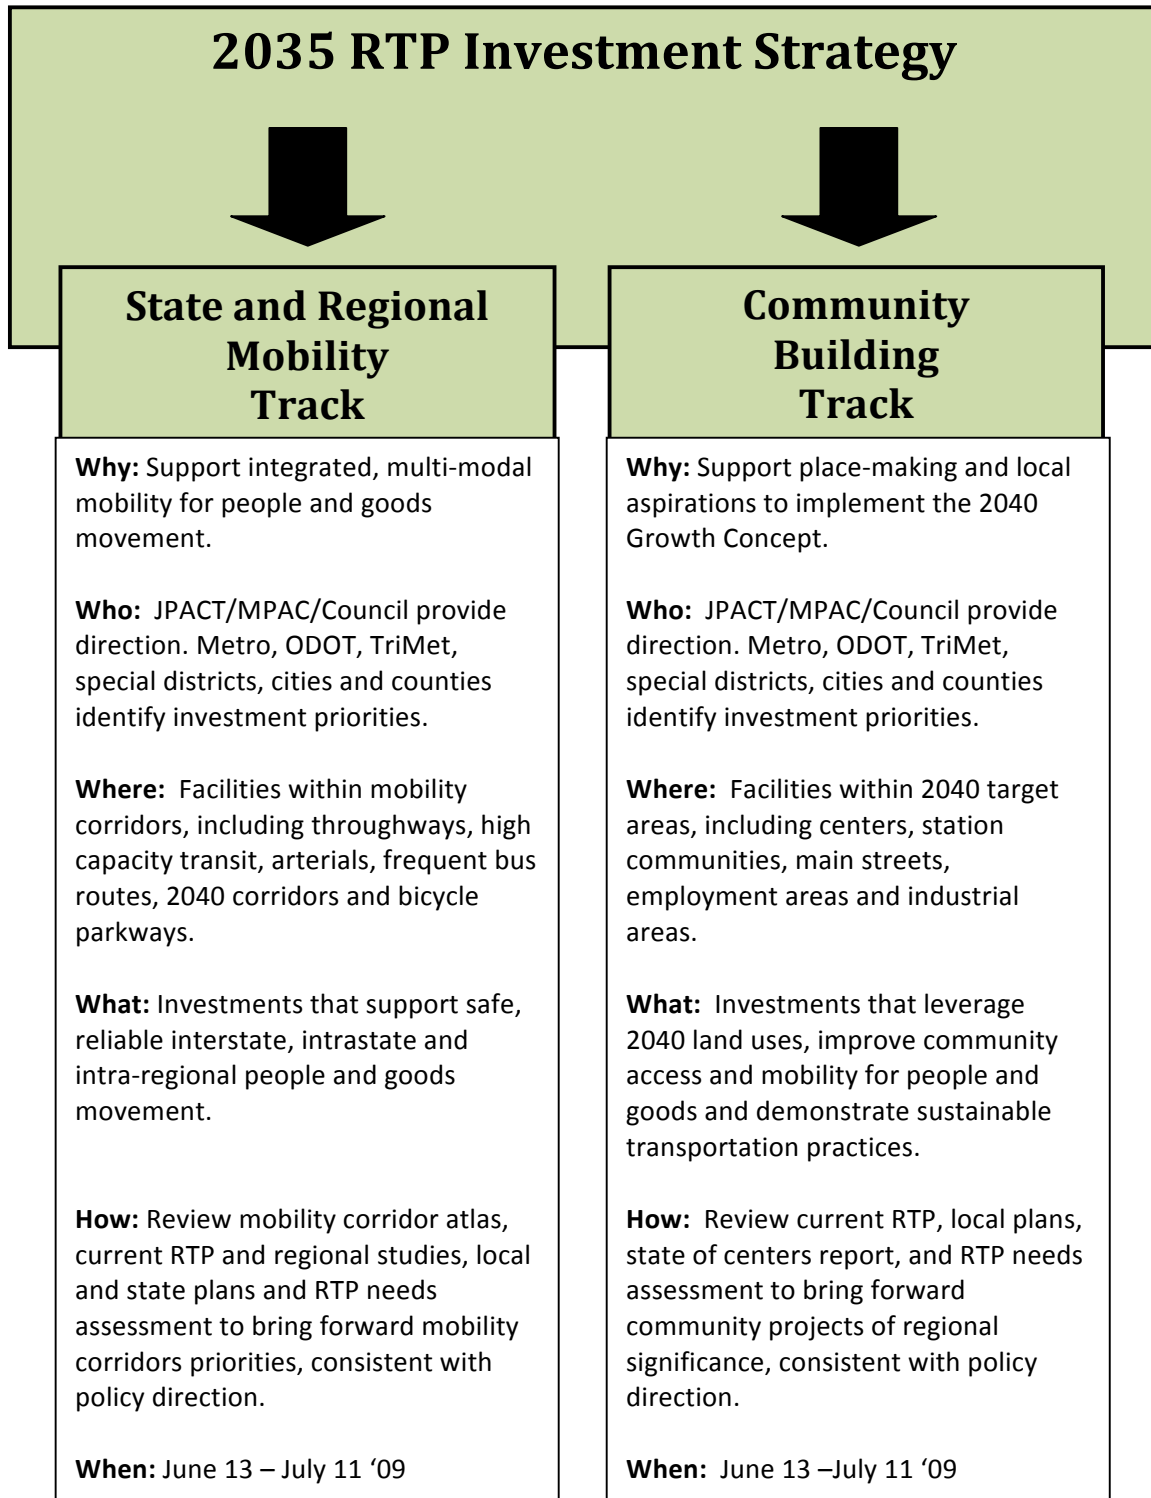 2035 RTP Investment Strategy
State and Regional
Mobility
Track
Why: Support integrated, multi-modal
mobility for people and goods
movement.
Who:  JPACT/MPAC/Council provide
direction. Metro, ODOT, TriMet,
special districts, cities and counties
identify investment priorities.
Where:  Facilities within mobility
corridors, including throughways, high
capacity transit, arterials, frequent bus
routes, 2040 corridors and bicycle
parkways.
What: Investments that support safe,
reliable interstate, intrastate and
intra-regional people and goods
movement.
How: Review mobility corridor atlas,
current RTP and regional studies, local
and state plans and RTP needs
assessment to bring forward mobility
corridors priorities, consistent with
policy direction.
When: June 13 – July 11 ‘09
Community
Building
Track
Why: Support place-making and local
aspirations to implement the 2040
Growth Concept.
Who:  JPACT/MPAC/Council provide
direction. Metro, ODOT, TriMet,
special districts, cities and counties
identify investment priorities.
Where:  Facilities within 2040 target
areas, including centers, station
communities, main streets,
employment areas and industrial
areas.
What:  Investments that leverage
2040 land uses, improve community
access and mobility for people and
goods and demonstrate sustainable
transportation practices.
How:  Review current RTP, local plans,
state of centers report, and RTP needs
assessment to bring forward
community projects of regional
significance, consistent with policy
direction.
When:  June 13 –July 11 ‘09